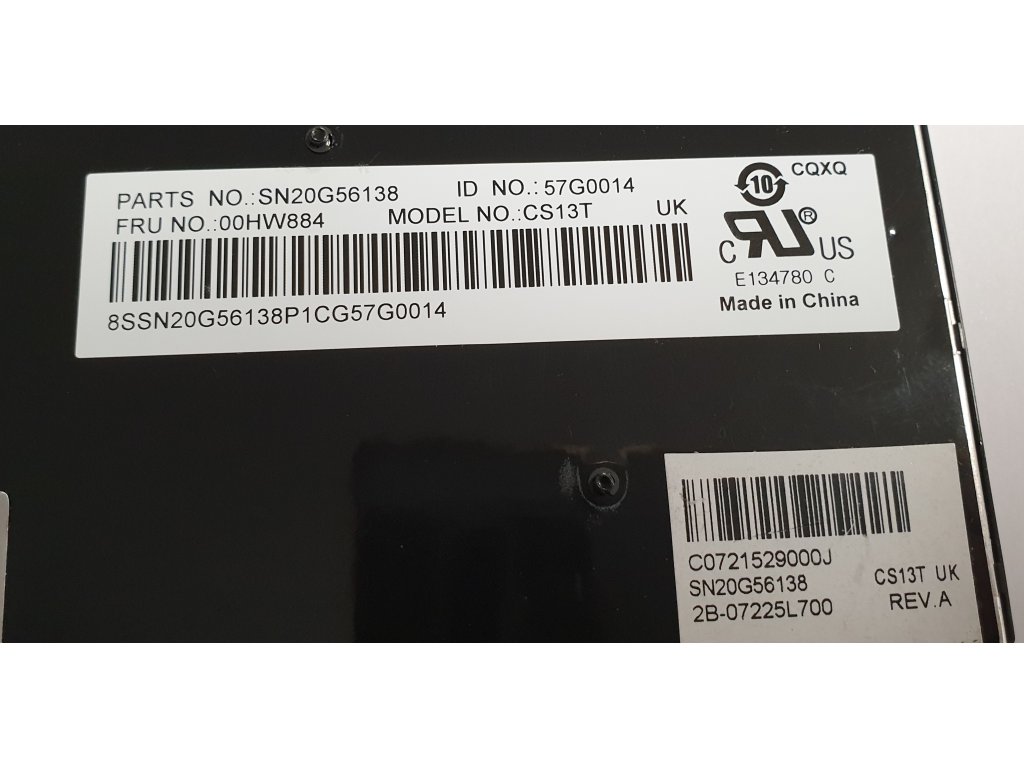 PARTS NO.:SN20G56138 ID NO.:57G0014
FRU NO.:00HW884 MODEL NO.:CS13T UK
8SSN20G56138P1CG57G0014
10 CQXQ
C RU ® US
E134780 C
Made in China
C0721529000J
SN20G56138 CS13T UK
2B-07225L700 REV.A